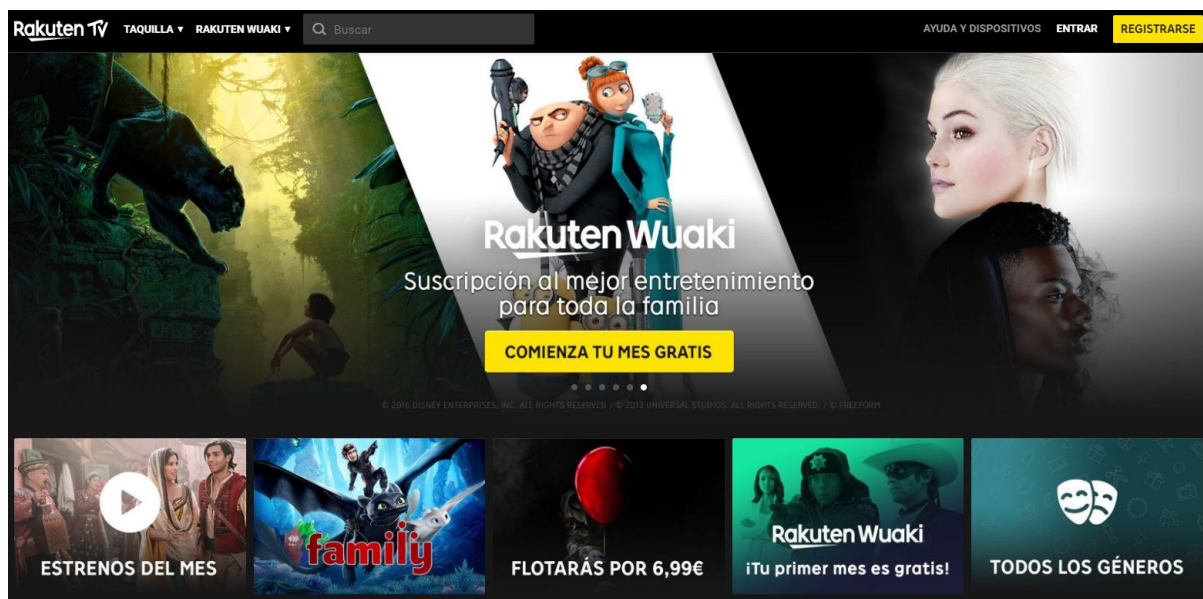 Rakuten TV TAQUILLA ▾ RAKUTEN WUAKI ▾ Buscar AYUDA Y DISPOSITIVOS ENTRAR REGISTRARSE
Rakuten Wuaki
Suscripción al mejor entretenimiento
para toda la familia
COMIENZA TU MES GRATIS
© 2016 DISNEY ENTERPRISES, INC. ALL RIGHTS RESERVED / © 2013 UNIVERSAL STUDIOS. ALL RIGHTS RESERVED. / © FREEFORM
ESTRENOS DEL MES
family
FLOTARÁS POR 6,99€
Rakuten Wuaki
¡Tu primer mes es gratis!
TODOS LOS GÉNEROS